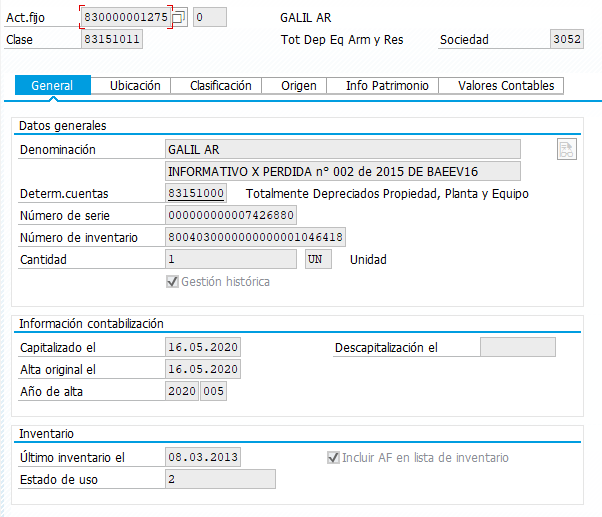 Act.fijo 830000001275 0 GALIL AR
Clase 83151011 Tot Dep Eq Arm y Res Sociedad 3052
General Ubicación Clasificación Origen Info Patrimonio Valores Contables
Datos generales
Denominación GALIL AR
INFORMATIVO X PERDIDA nº 002 de 2015 DE BAEEV16
Determ.cuentas 83151000 Totalmente Depreciados Propiedad, Planta y Equipo
Número de serie 000000000007426880
Número de inventario 8004030000000000001046418
Cantidad 1 UN Unidad
Gestión histórica
Información contabilización
Capitalizado el 16.05.2020 Descapitalización el
Alta original el 16.05.2020
Año de alta 2020 005
Inventario
Último inventario el 08.03.2013 Incluir AF en lista de inventario
Estado de uso 2